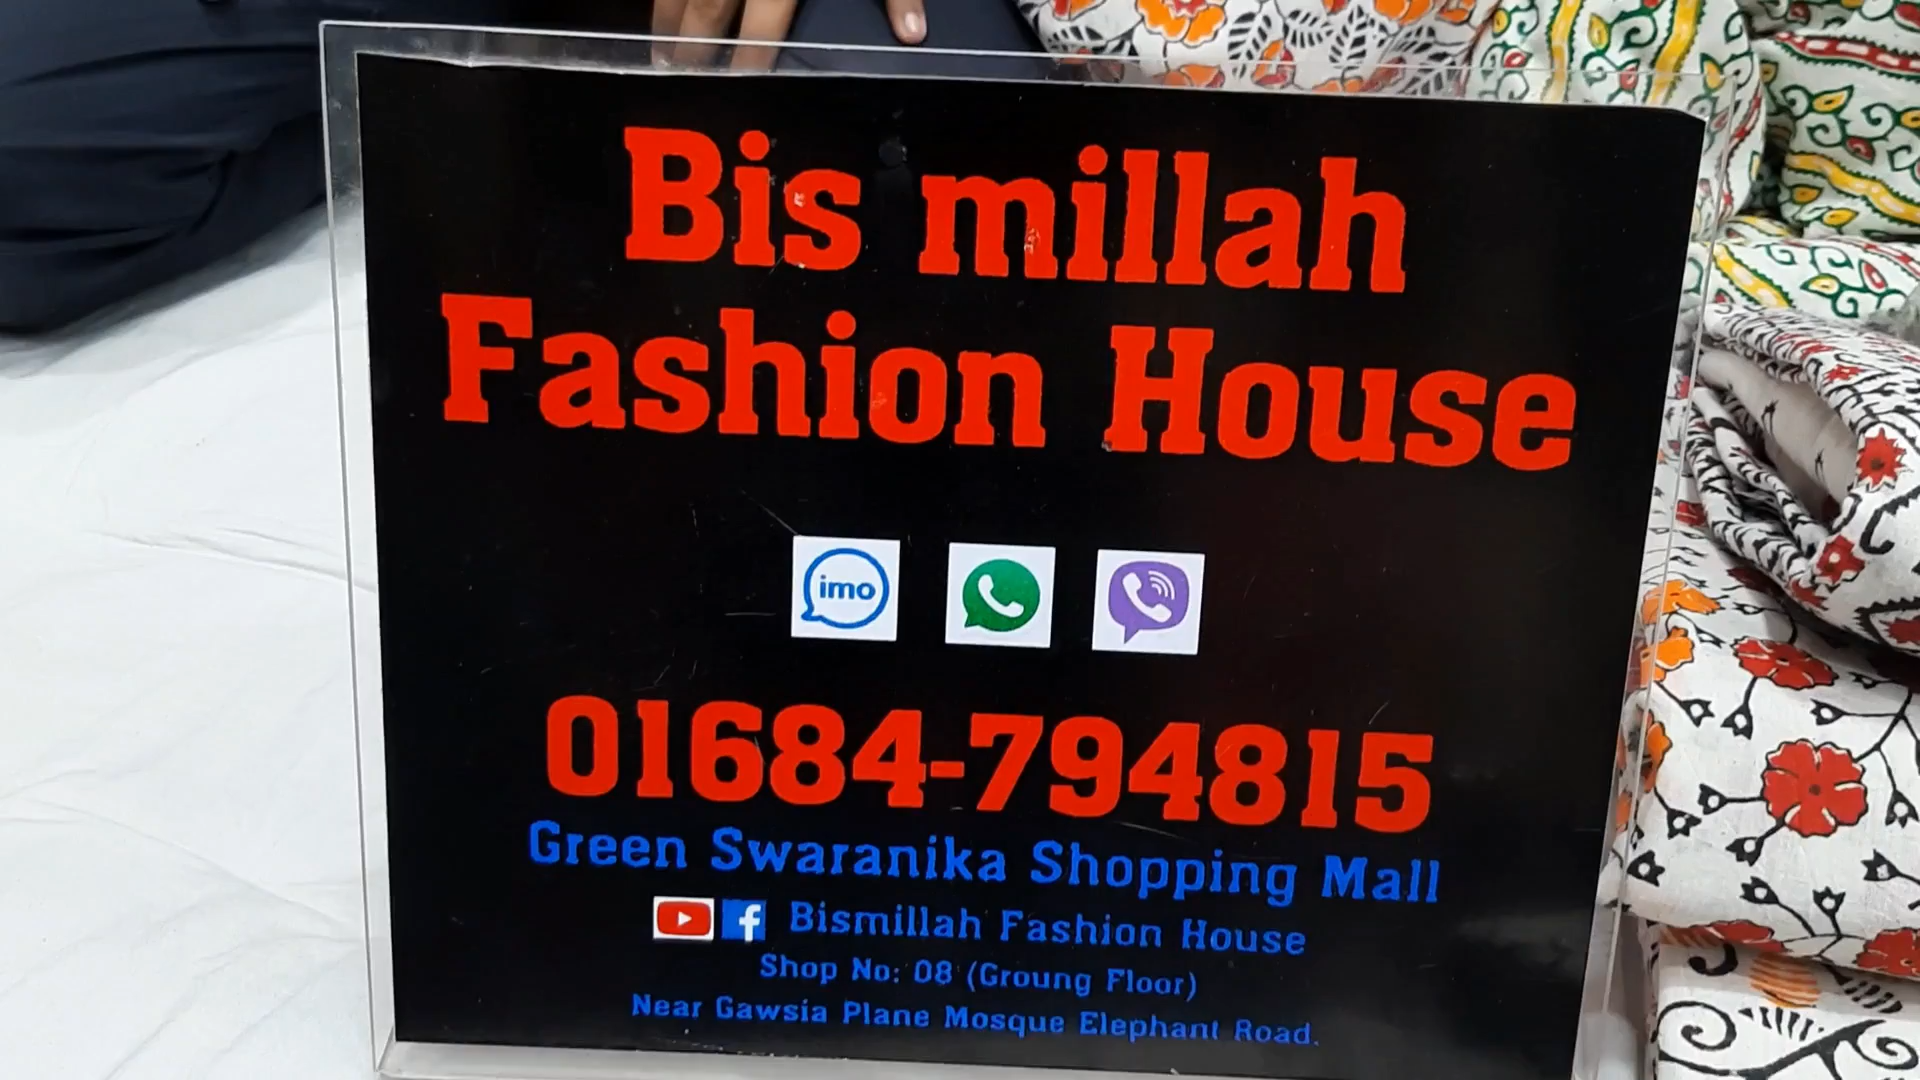 Bis millah
Fashion House
imo
01684-794815
Green Swaranika Shopping Mall
f Bismillah Fashion House
Shop No: 08 (Groung Floor)
Near Gawsia Plane Mosque Elephant Road.